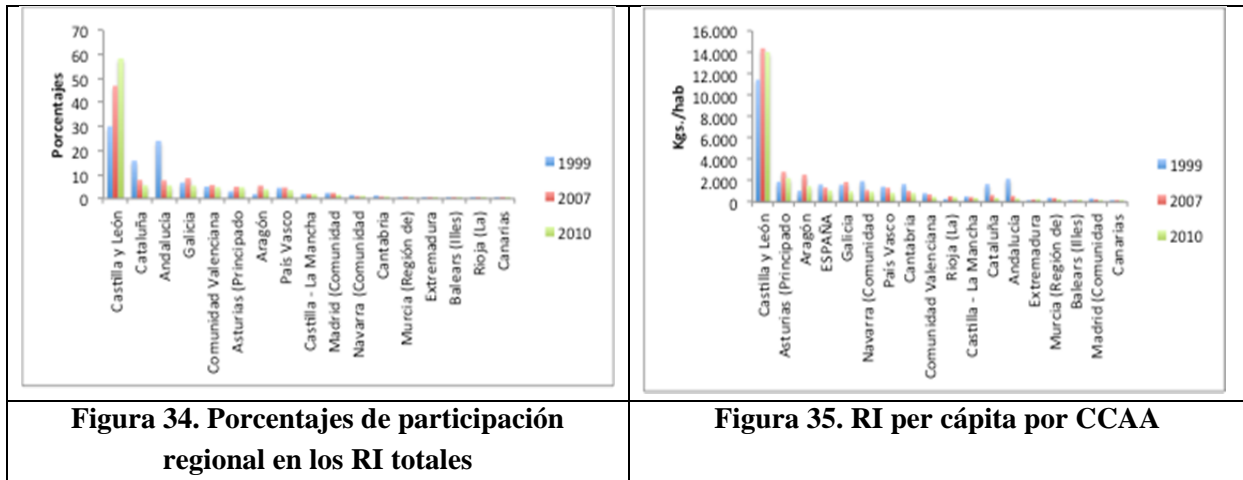 70
60
50
40
30
20
10
0
Porcentajes
Castilla y León
Cataluña
Andalucía
Galicia
Comunidad Valenciana
Asturias (Principado
Aragón
País Vasco
Castilla - La Mancha
Madrid (Comunidad
Navarra (Comunidad
Cantabria
Murcia (Región de)
Extremadura
Balears (Illes)
Rioja (La)
Canarias
1999
2007
2010
16.000
14.000
12.000
10.000
8.000
6.000
4.000
2.000
0
Kgs./hab
Castilla y León
Asturias (Principado
Aragón
ESPAÑA
Galicia
Navarra (Comunidad
País Vasco
Cantabria
Comunidad Valenciana
Rioja (La)
Castilla - La Mancha
Cataluña
Andalucía
Extremadura
Murcia (Región de)
Balears (Illes)
Madrid (Comunidad
Canarias
1999
2007
2010
Figura 34. Porcentajes de participación
regional en los RI totales
Figura 35. RI per cápita por CCAA